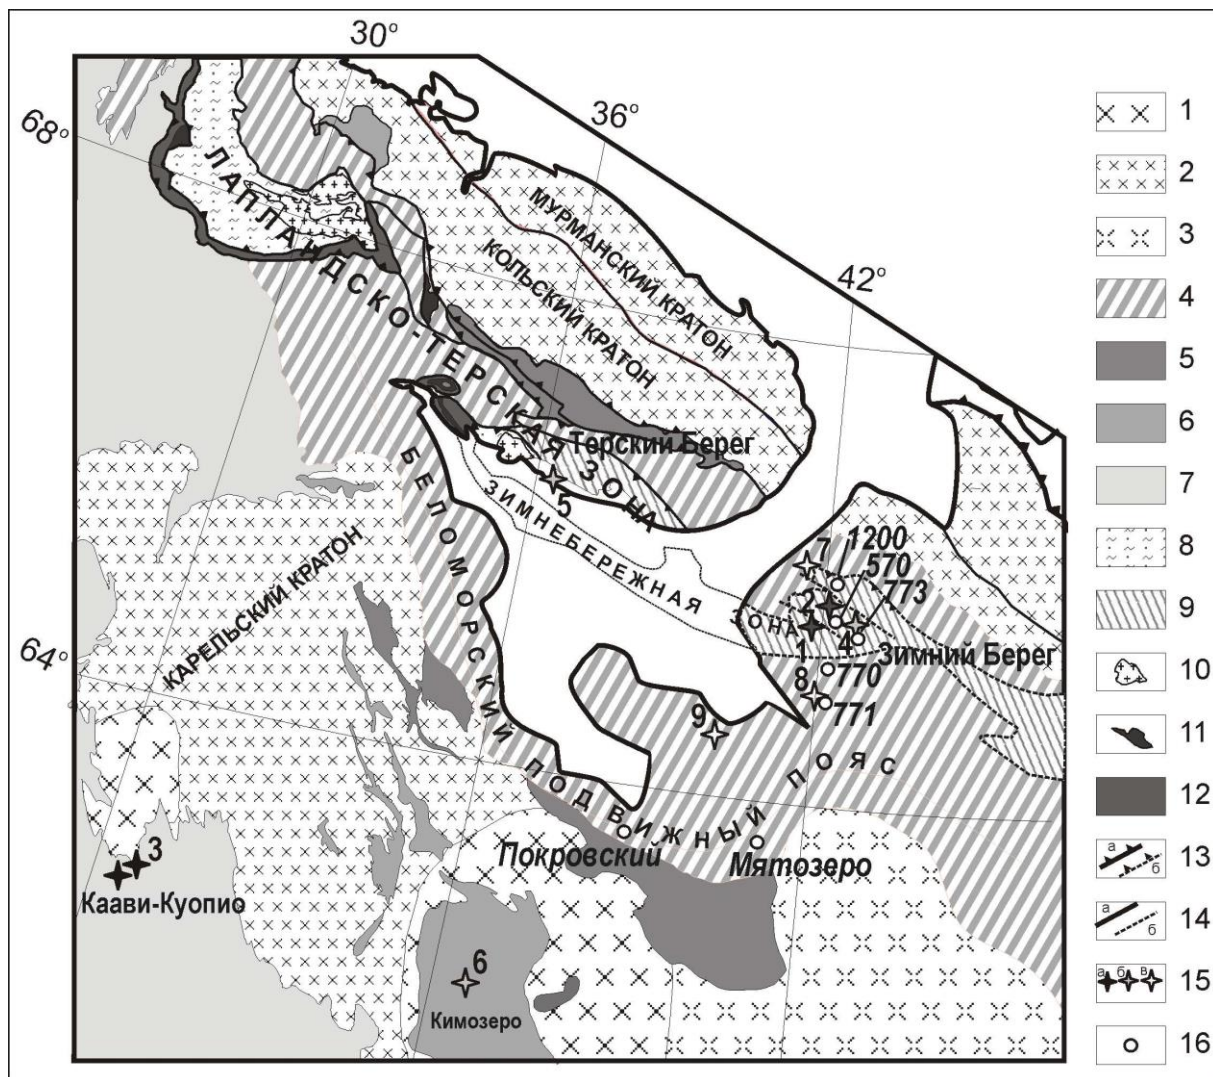 30°
36°
42°
68°
64°
ЛАПЛАНДСКО-ТЕРСКАЯ ЗОНА
МУРМАНСКИЙ КРАТОН
КОЛЬСКИЙ КРАТОН
Терский Берег
5
ЗИМНЕБЕРЕЖНАЯ
ЗОНА
БЕЛОМОРСКИЙ ПОДВИЖНЫЙ ПОЯС
КАРЕЛЬСКИЙ КРАТОН
7
1200
570
773
2
1
4
Зимний Берег
8
770
771
9
Покровский
Мятозеро
3
Каави-Куопио
6
Кимозеро
1
2
3
4
5
6
7
8
9
10
11
12
а б 13
а б 14
а б в 15
16